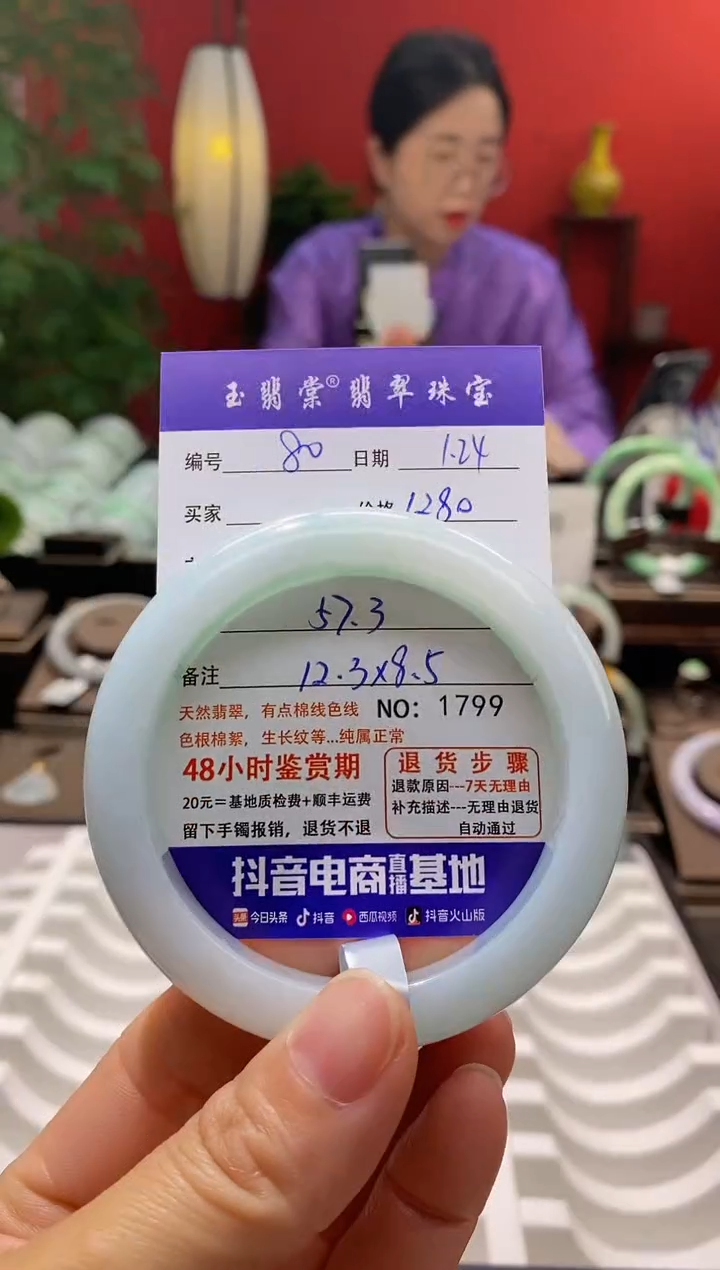 玉翡棠®翡翠珠宝
编号 80 日期 1.24
买家 价格 1280
57.3
备注 12.3x8.5
天然翡翠，有点棉线色线 NO: 1799
色根棉絮，生长纹等...纯属正常
48小时鉴赏期
20元=基地质检费+顺丰运费
留下手镯报销，退货不退
退货步骤
退款原因---7天无理由
补充描述---无理由退货
自动通过
抖音电商直播基地
头条 今日头条 抖音 西瓜视频 抖音火山版